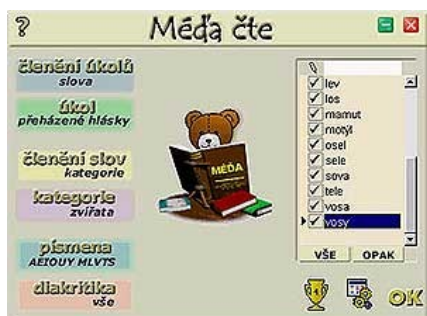 ?
Méďa čte
členění úkolů
slova
úkol
přeházené hlásky
členění slov
kategorie
kategorie
zvířata
písmena
AEIOUY MLVTS
diakritika
vše
MÉĎA
lev
los
mamut
motýl
osel
sele
sova
tele
vosa
vosy
VŠE OPAK
OK